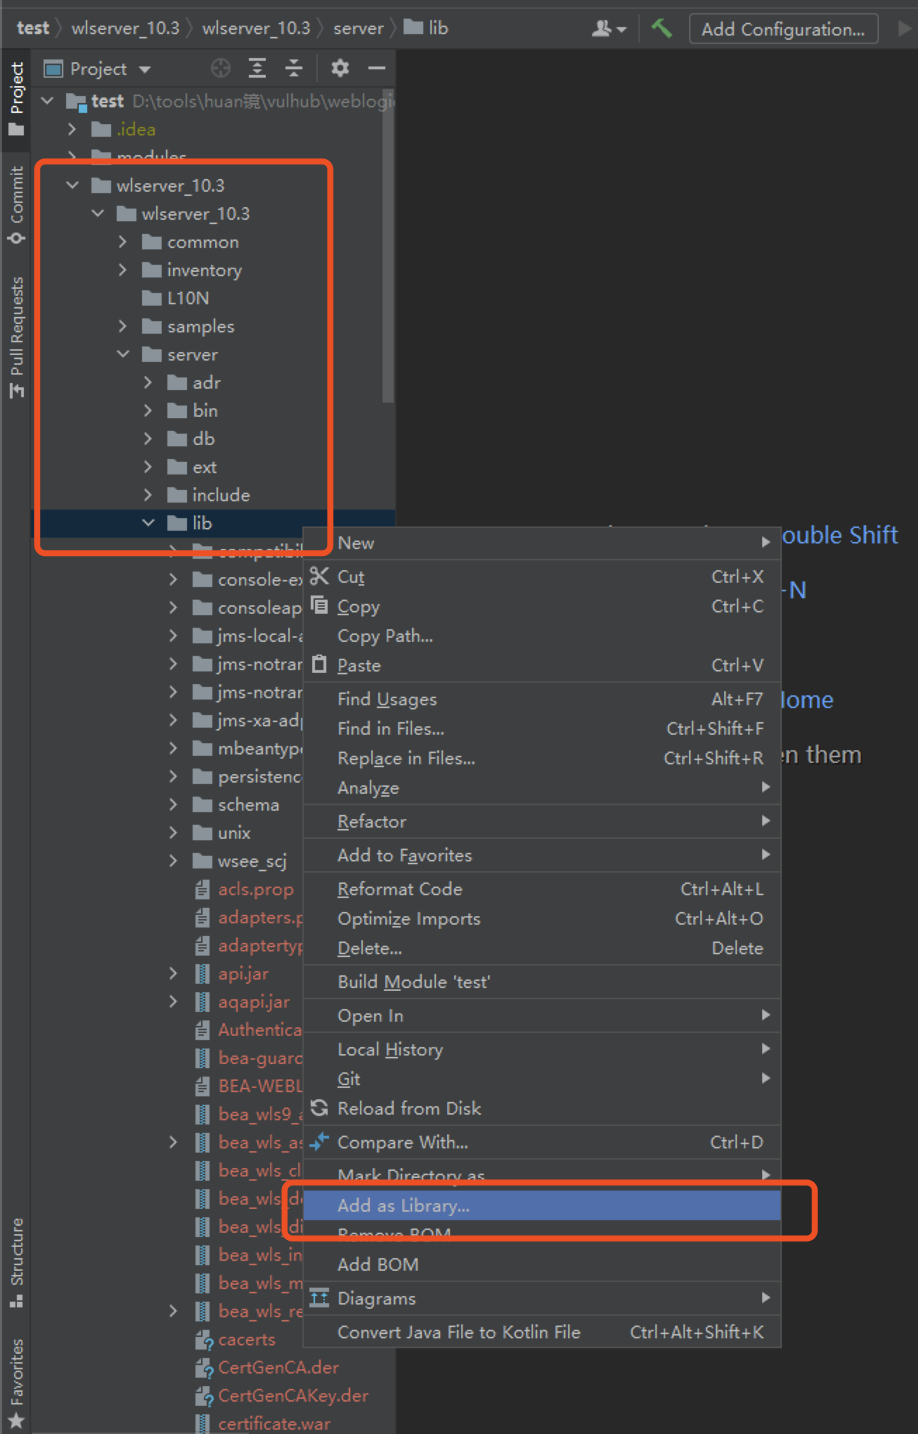 test wlserver_10.3 wlserver_10.3 server lib Add Configuration...
Project
Project
Commit
Pull Requests
Structure
Favorites
test D:\tools\huan镜\vulhub\weblogic
.idea
modules
wlserver_10.3
wlserver_10.3
common
inventory
L10N
samples
server
adr
bin
db
ext
include
lib
compatibil
console-ex
consoleap
jms-local-a
jms-notran
jms-notran
jms-xa-adp
mbeantype
persistenc
schema
unix
wsee_scj
acls.prop
adapters.p
adaptertyp
api.jar
aqapi.jar
Authentica
bea-guard
BEA-WEBL
bea_wls9_a
bea_wls_as
bea_wls_cl
bea_wls_de
bea_wls_di
bea_wls_in
bea_wls_m
bea_wls_re
cacerts
CertGenCA.der
CertGenCAKey.der
certificate.war
New
Cut Ctrl+X
Copy Ctrl+C
Copy Path...
Paste Ctrl+V
Find Usages Alt+F7
Find in Files... Ctrl+Shift+F
Replace in Files... Ctrl+Shift+R
Analyze
Refactor
Add to Favorites
Reformat Code Ctrl+Alt+L
Optimize Imports Ctrl+Alt+O
Delete... Delete
Build Module 'test'
Open In
Local History
Git
Reload from Disk
Compare With... Ctrl+D
Mark Directory as
Add as Library...
Remove BOM
Add BOM
Diagrams
Convert Java File to Kotlin File Ctrl+Alt+Shift+K
ouble Shift
-N
Home
en them